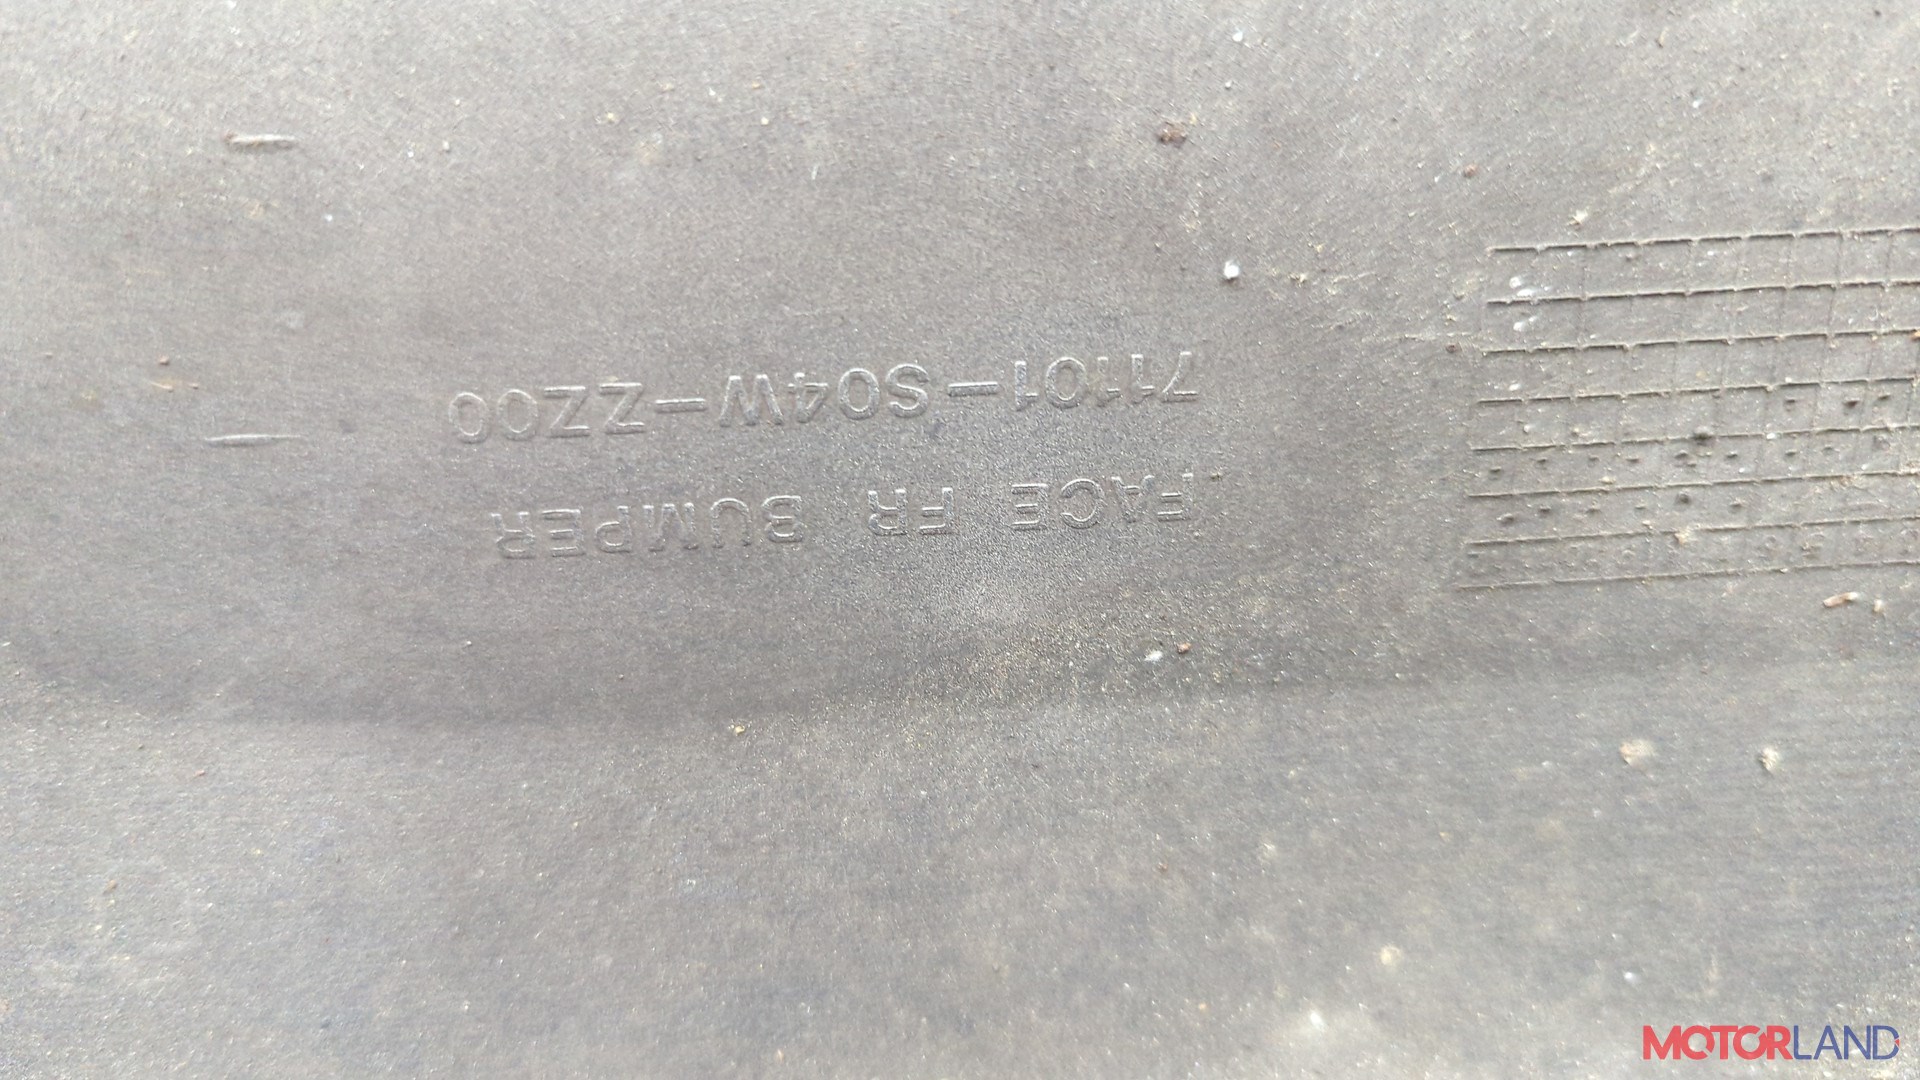 FACE FR BUMPER
71101-S04W-ZZ00
MOTORLAND